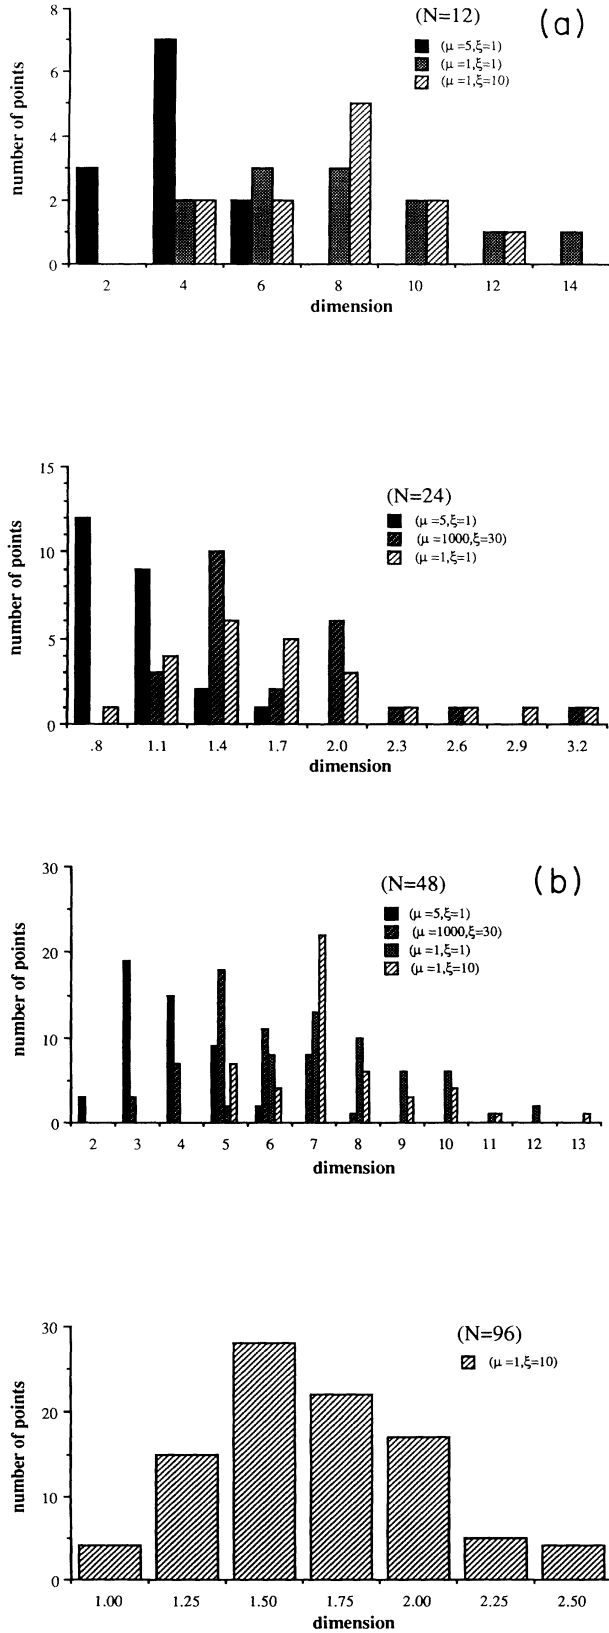 (N=12) (a)
(μ=5,ξ=1)
(μ=1,ξ=1)
(μ=1,ξ=10)
number of points
8
6
4
2
0
2 4 6 8 10 12 14
dimension
(N=24)
(μ=5,ξ=1)
(μ=1000,ξ=30)
(μ=1,ξ=1)
number of points
15
10
5
0
.8 1.1 1.4 1.7 2.0 2.3 2.6 2.9 3.2
dimension
(N=48) (b)
(μ=5,ξ=1)
(μ=1000,ξ=30)
(μ=1,ξ=1)
(μ=1,ξ=10)
number of points
30
20
10
0
2 3 4 5 6 7 8 9 10 11 12 13
dimension
(N=96)
(μ=1,ξ=10)
number of points
30
20
10
0
1.00 1.25 1.50 1.75 2.00 2.25 2.50
dimension